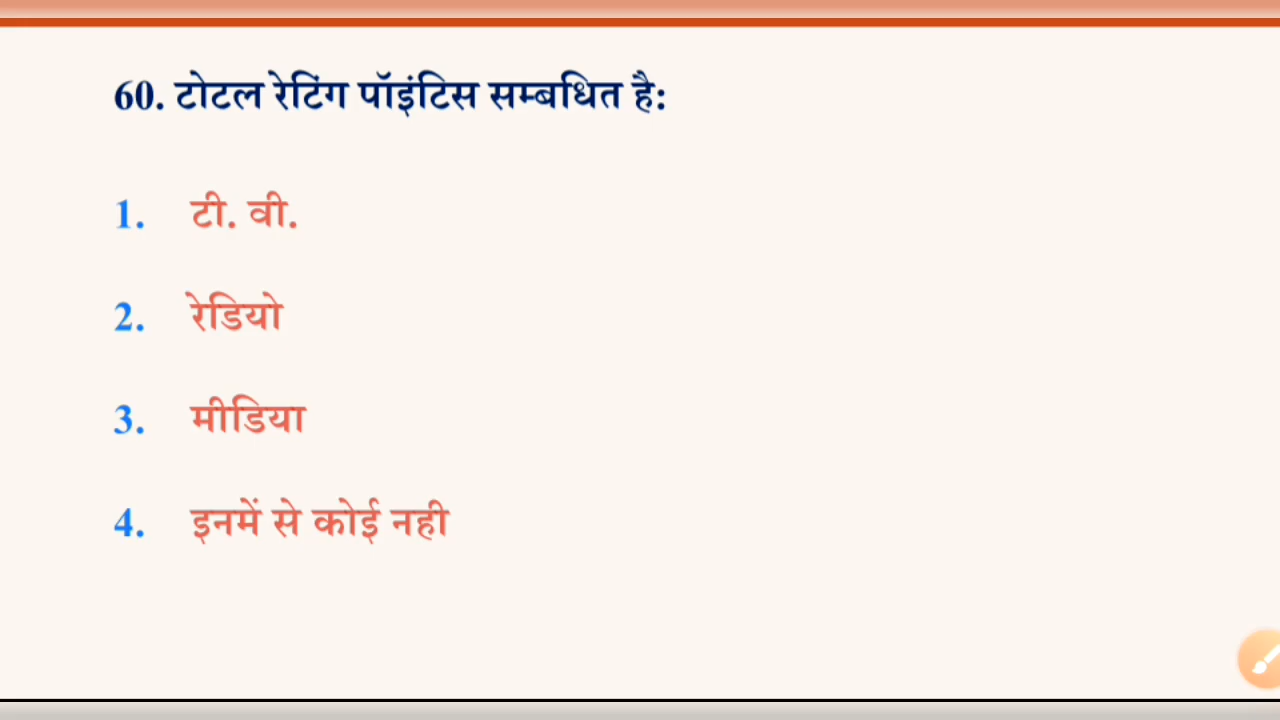 60. टोटल रेटिंग पॉइंटिस सम्बधित है:
1. टी. वी.
2. रेडियो
3. मीडिया
4. इनमें से कोई नही